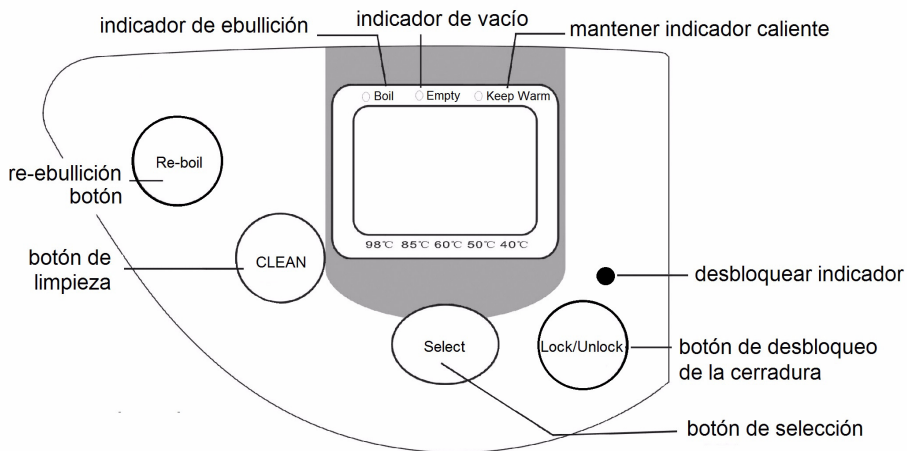 indicador de ebullición
indicador de vacío
mantener indicador caliente
Boil Empty Keep Warm
Re-boil
re-ebullición
botón
98℃ 85℃ 60℃ 50℃ 40℃
botón de
limpieza
CLEAN
desbloquear indicador
Select
Lock/Unlock
botón de desbloqueo
de la cerradura
botón de selección